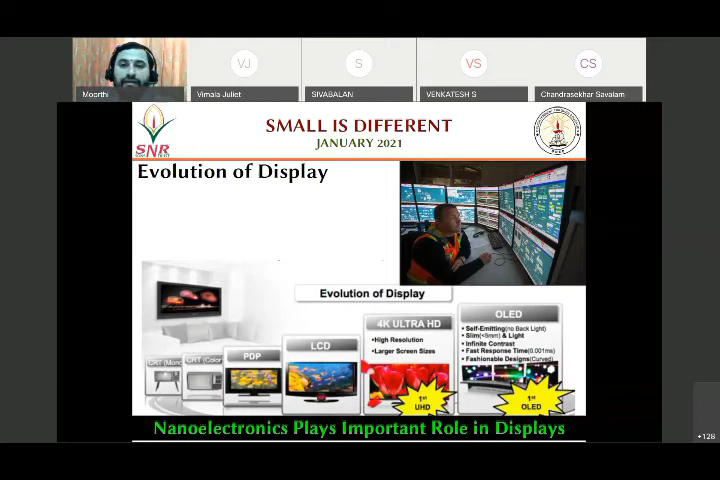 VJ
S
VS
CS
Moorthi
Vimala Juliet
SIVABALAN
VENKATESH S
Chandrasekhar Savalam
SNR
SMALL IS DIFFERENT
JANUARY 2021
Evolution of Display
Evolution of Display
CRT (Mono
CRT (Color
PDP
LCD
4K ULTRA HD
• High Resolution
• Larger Screen Sizes
1st
UHD
OLED
• Self-Emitting(no Back Light)
• Slim(<5mm) & Light
• Infinite Contrast
• Fast Response Time(0.001ms)
• Fashionable Designs(Curved)
1st
OLED
Nanoelectronics Plays Important Role in Displays
+128